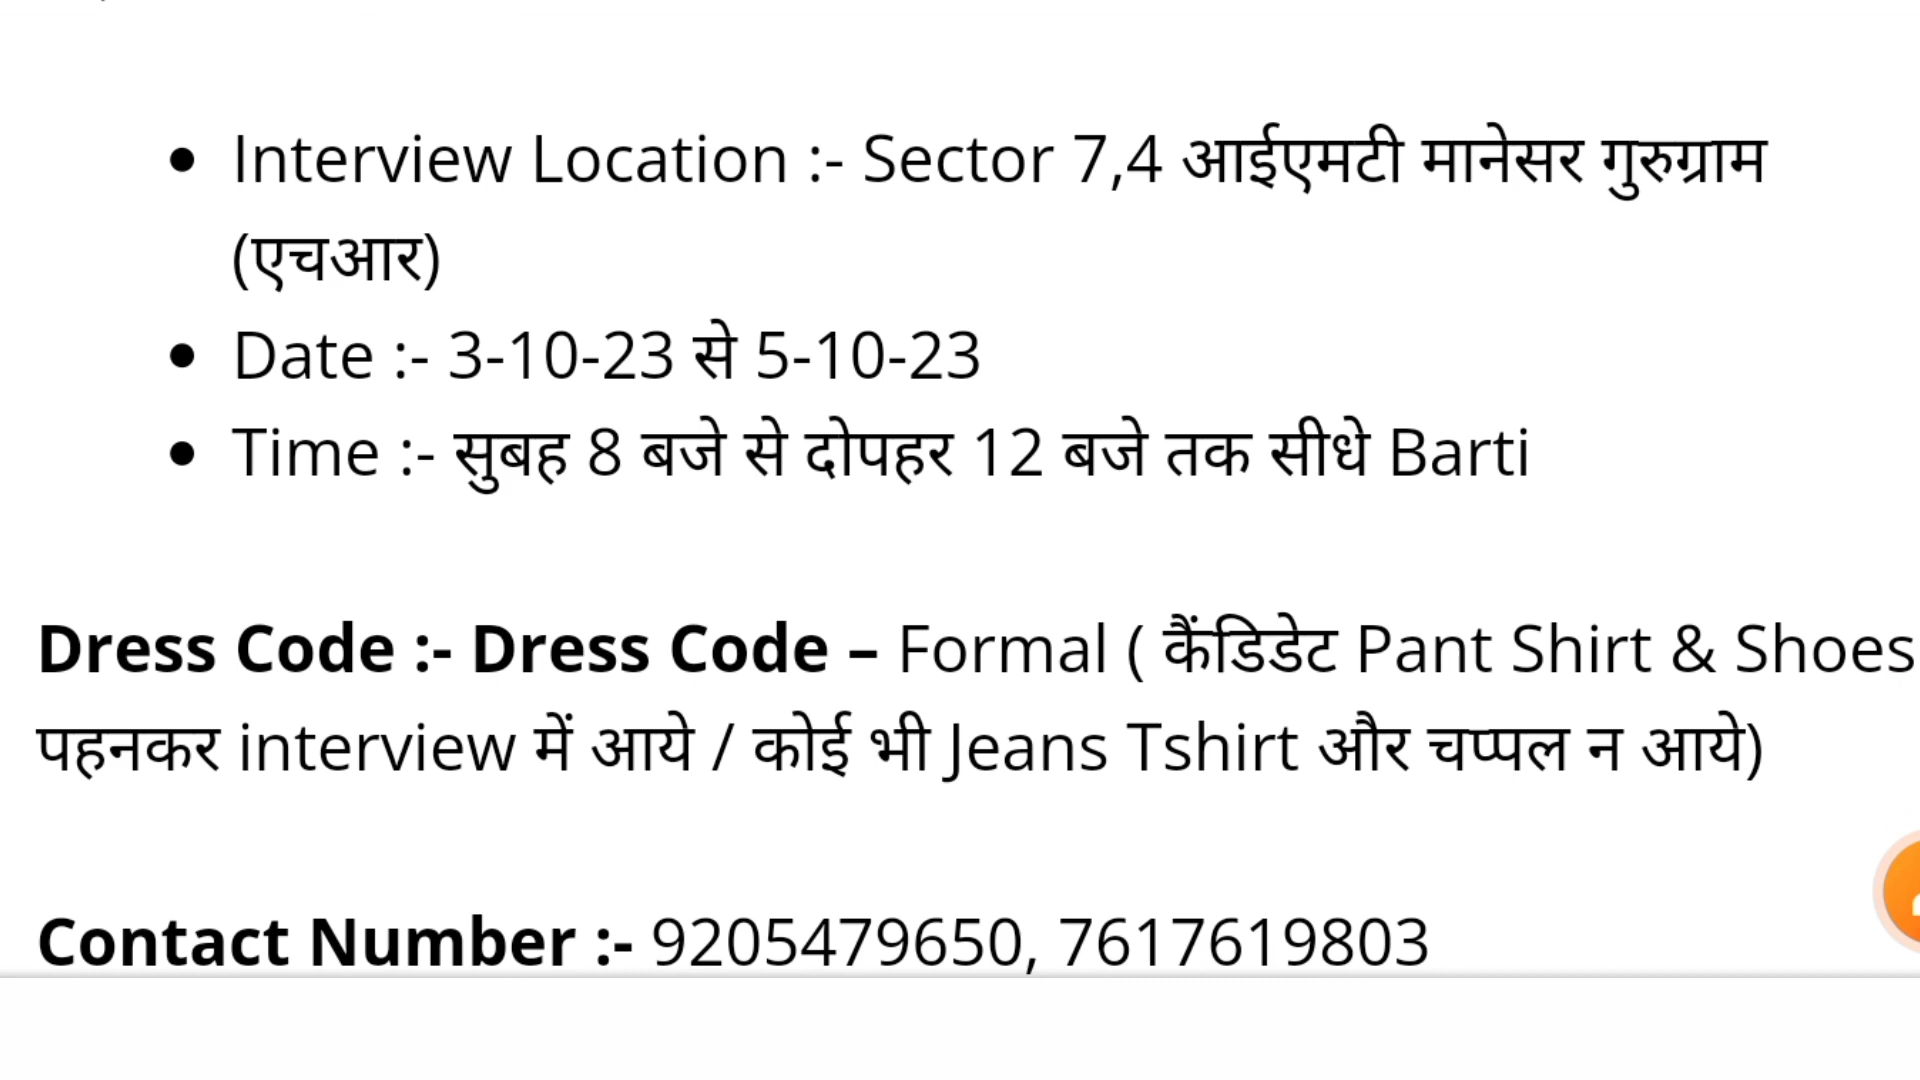 Interview Location :- Sector 7,4 आईएमटी मानेसर गुरुग्राम
(एचआर)
Date :- 3-10-23 से 5-10-23
Time :- सुबह 8 बजे से दोपहर 12 बजे तक सीधे Barti
Dress Code :- Dress Code – Formal ( कैंडिडेट Pant Shirt & Shoes
पहनकर interview में आये / कोई भी Jeans Tshirt और चप्पल न आये)
Contact Number :- 9205479650, 7617619803